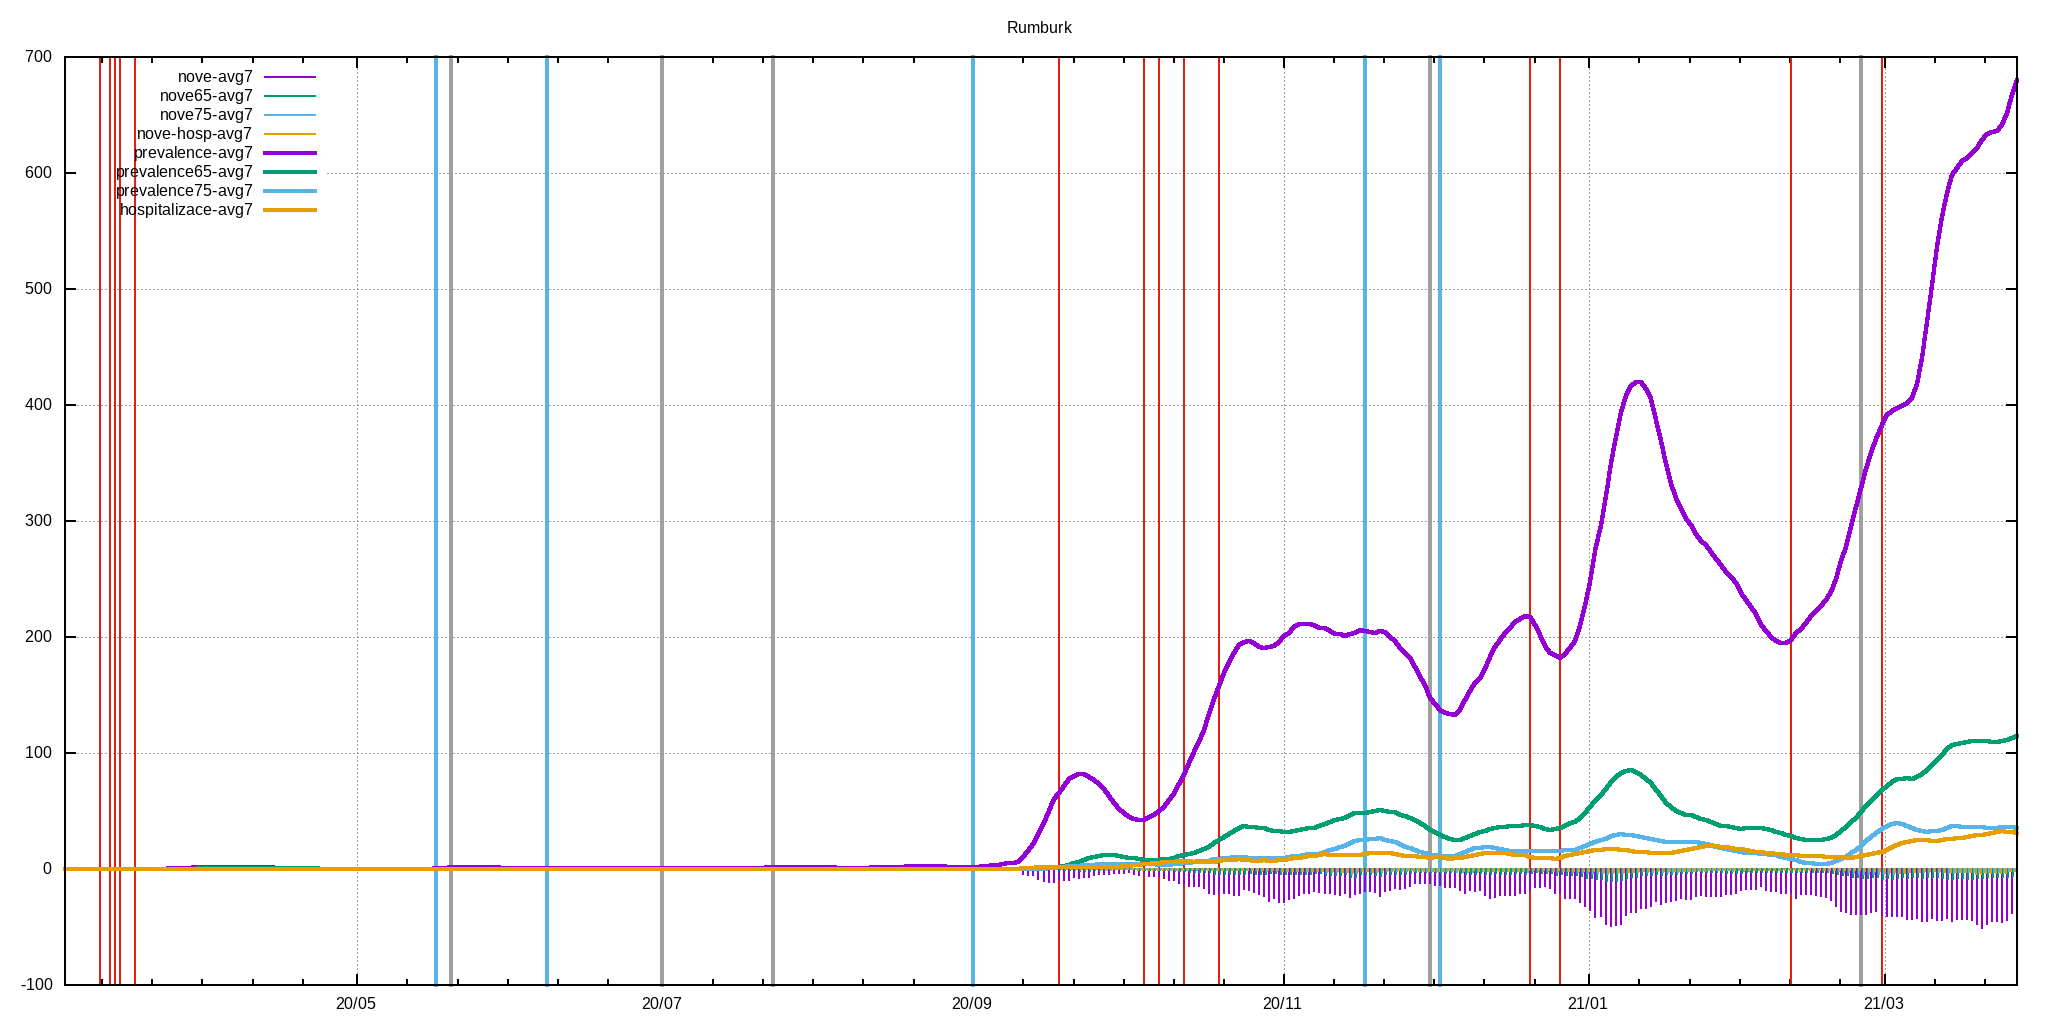 Rumburk
700
600
500
400
300
200
100
0
-100
nove-avg7
nove65-avg7
nove75-avg7
nove-hosp-avg7
prevalence-avg7
prevalence65-avg7
prevalence75-avg7
hospitalizace-avg7
20/05 20/07 20/09 20/11 21/01 21/03